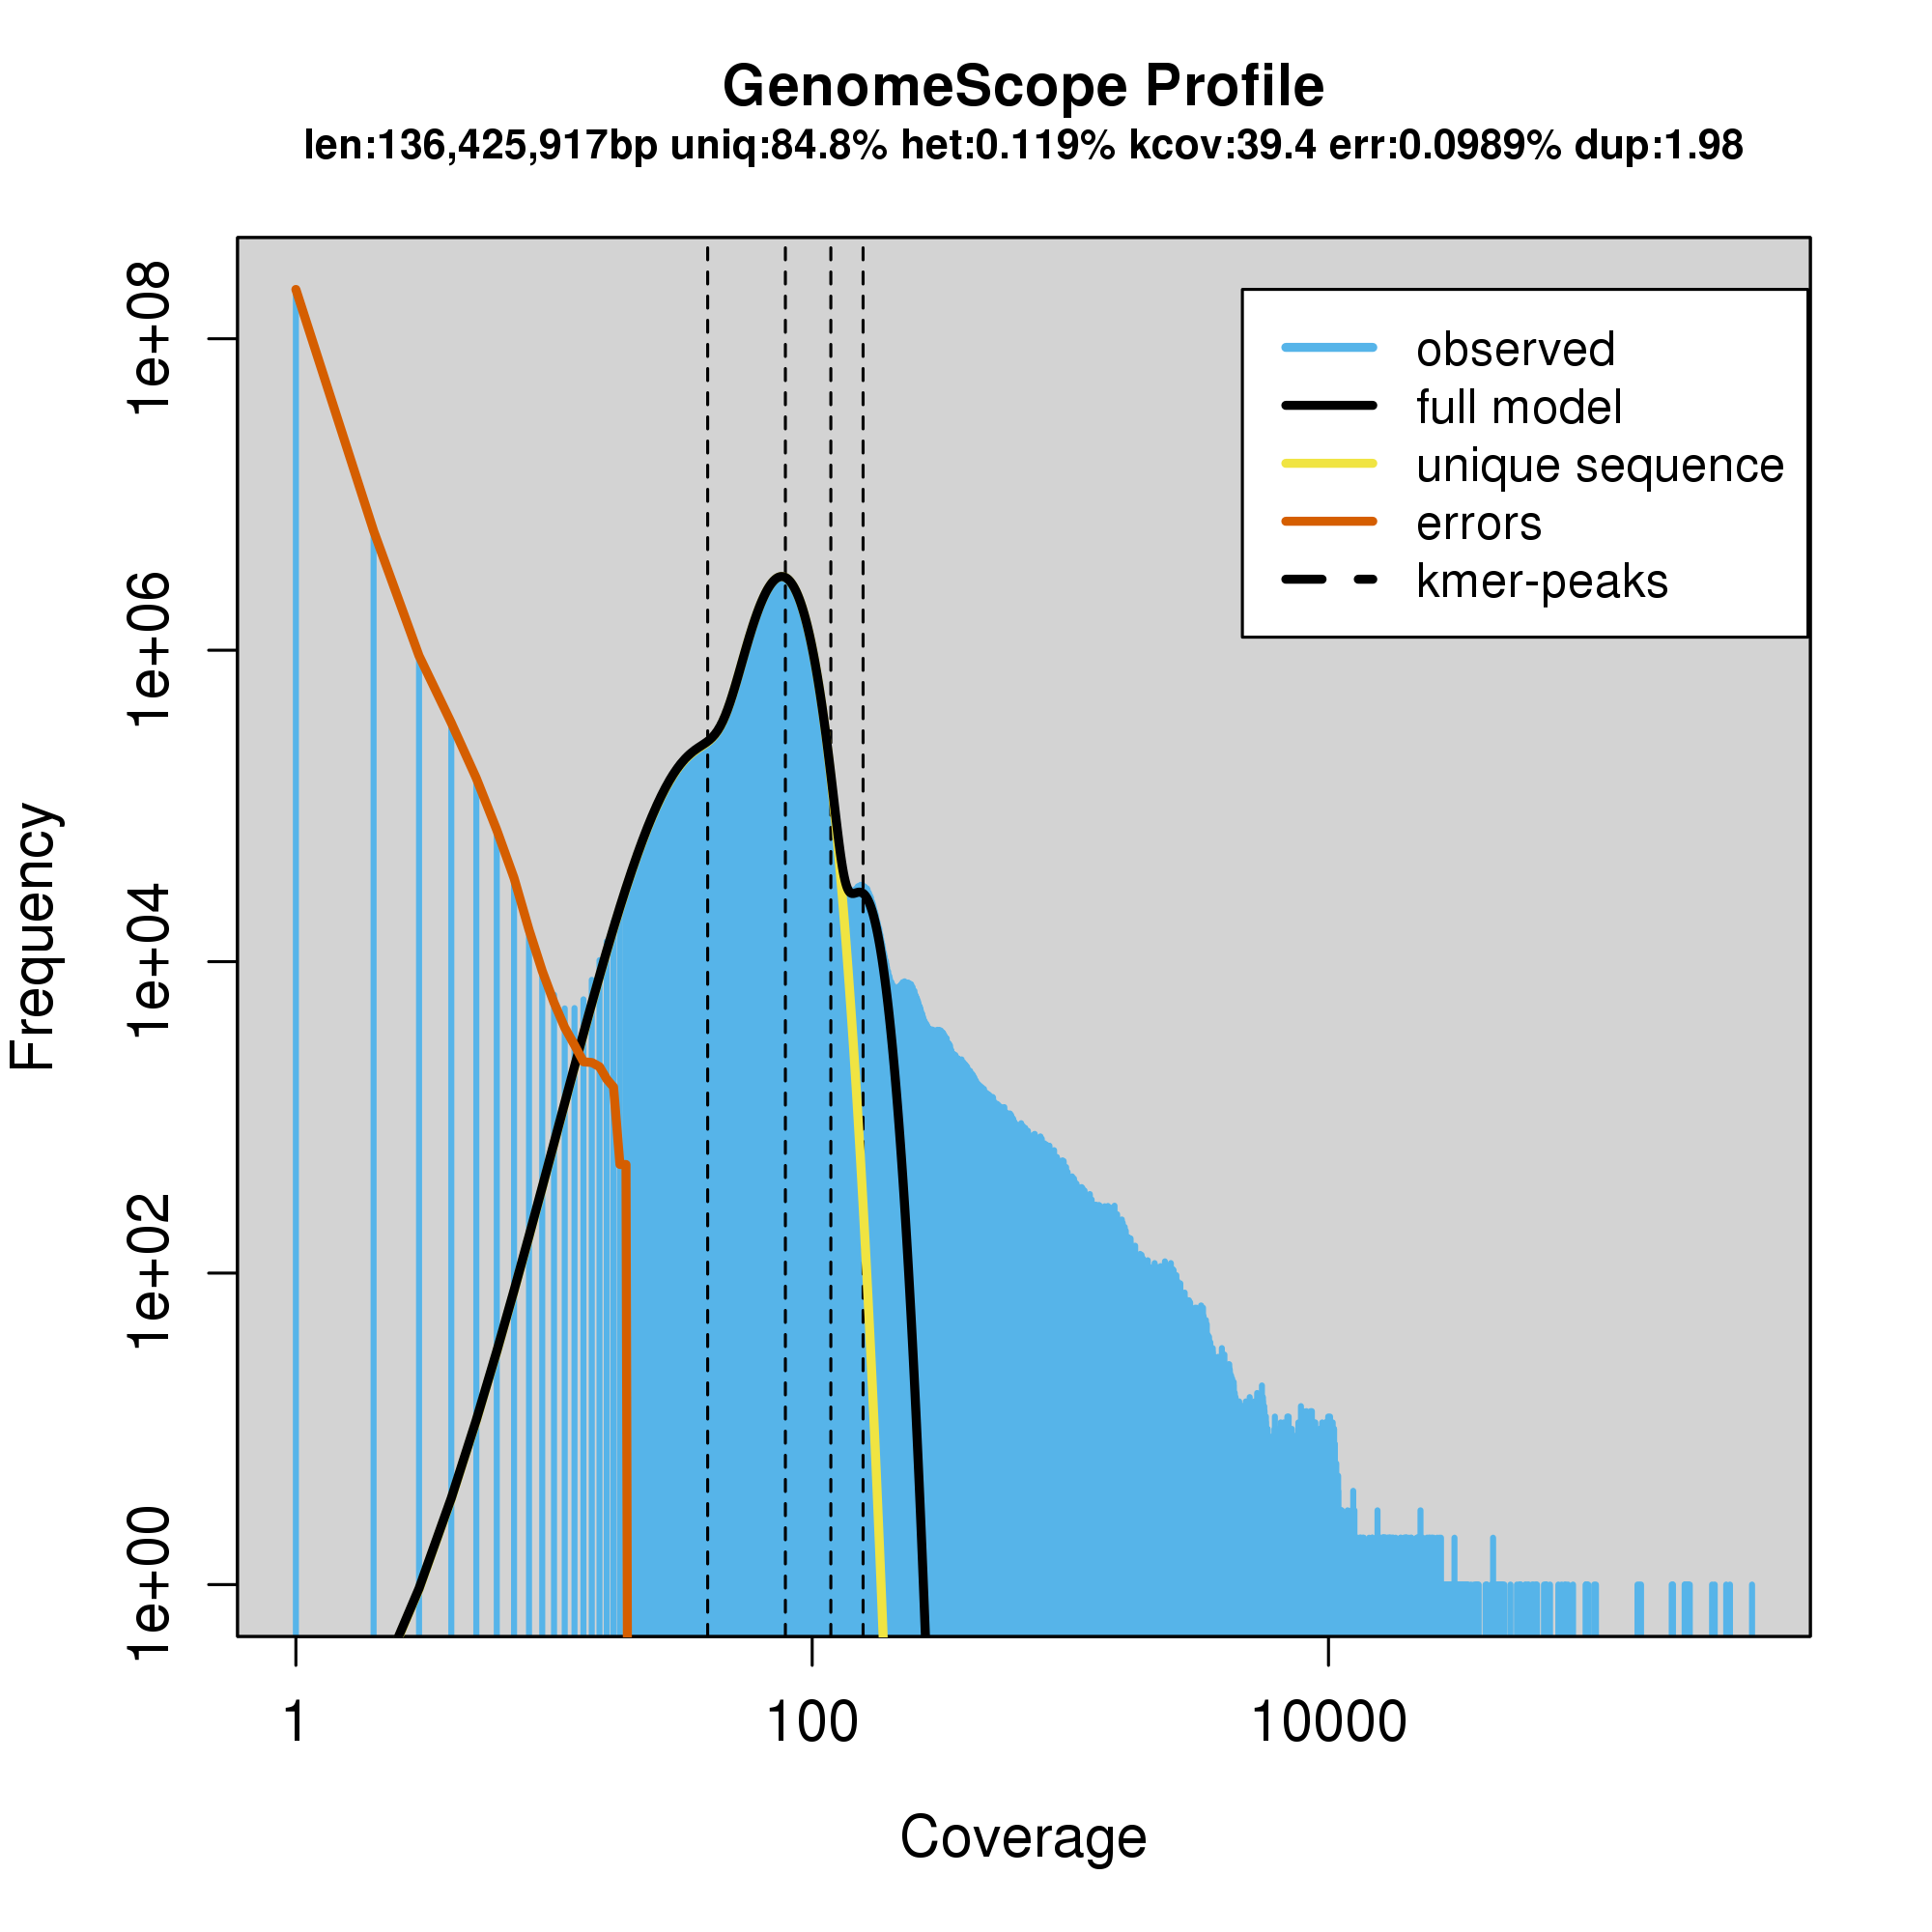 GenomeScope Profile
len:136,425,917bp uniq:84.8% het:0.119% kcov:39.4 err:0.0989% dup:1.98
observed
full model
unique sequence
errors
kmer-peaks
Frequency
1e+08
1e+06
1e+04
1e+02
1e+00
1
100
10000
Coverage